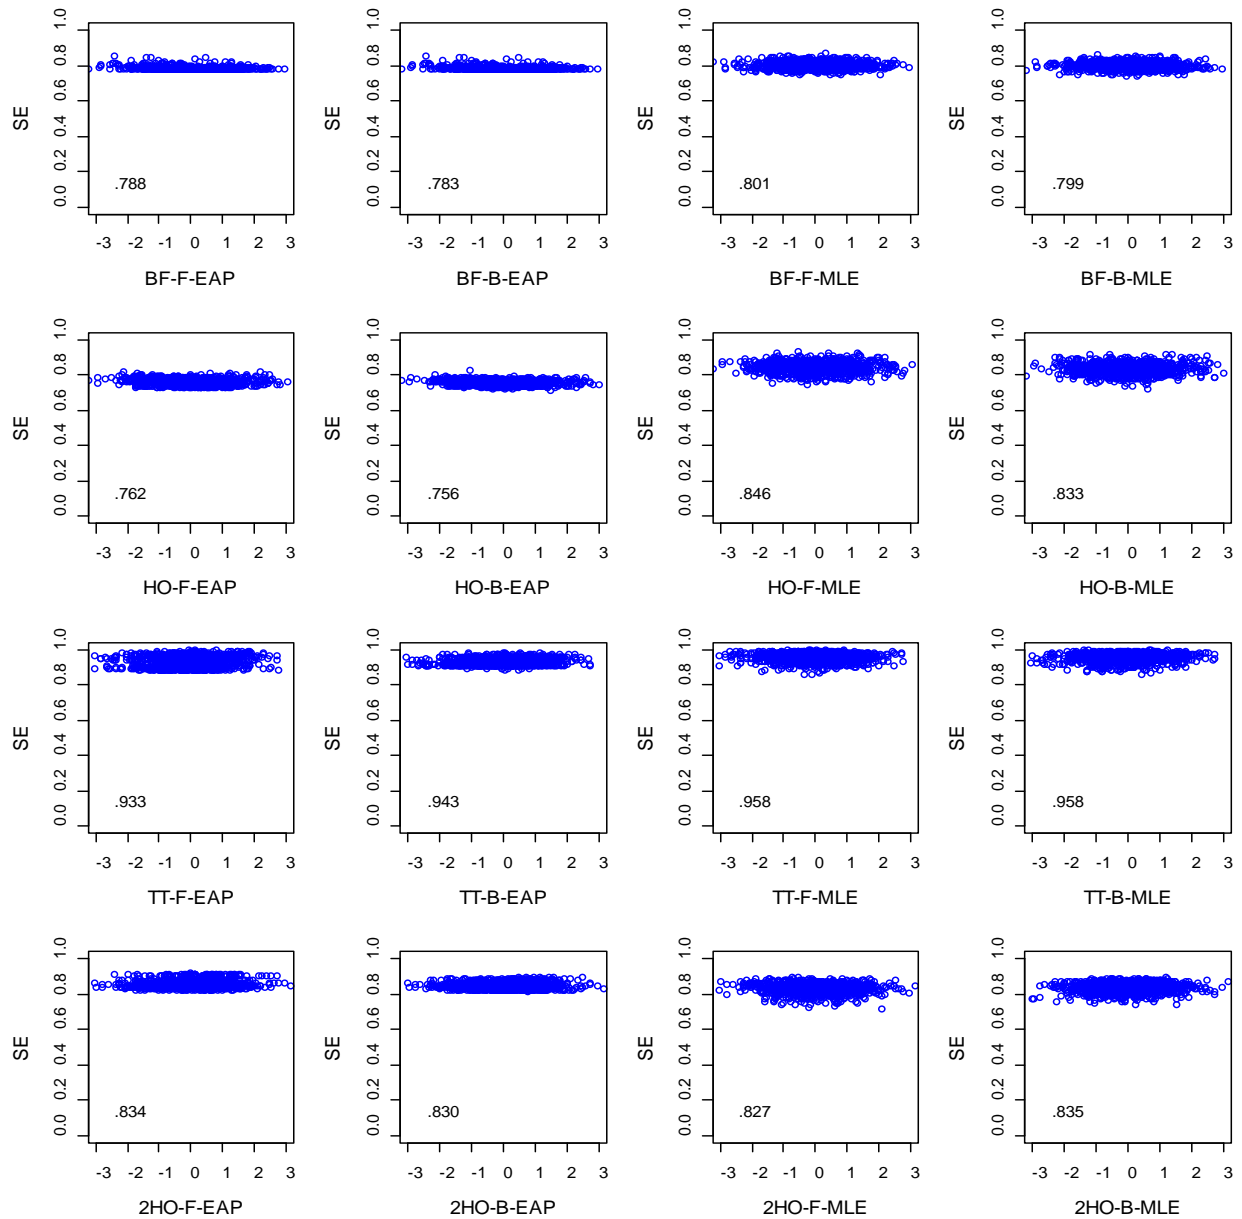 SE
0.0 0.2 0.4 0.6 0.8 1.0
.788
-3 -2 -1 0 1 2 3
BF-F-EAP
SE
0.0 0.2 0.4 0.6 0.8 1.0
.783
-3 -2 -1 0 1 2 3
BF-B-EAP
SE
0.0 0.2 0.4 0.6 0.8 1.0
.801
-3 -2 -1 0 1 2 3
BF-F-MLE
SE
0.0 0.2 0.4 0.6 0.8 1.0
.799
-3 -2 -1 0 1 2 3
BF-B-MLE
SE
0.0 0.2 0.4 0.6 0.8 1.0
.762
-3 -2 -1 0 1 2 3
HO-F-EAP
SE
0.0 0.2 0.4 0.6 0.8 1.0
.756
-3 -2 -1 0 1 2 3
HO-B-EAP
SE
0.0 0.2 0.4 0.6 0.8 1.0
.846
-3 -2 -1 0 1 2 3
HO-F-MLE
SE
0.0 0.2 0.4 0.6 0.8 1.0
.833
-3 -2 -1 0 1 2 3
HO-B-MLE
SE
0.0 0.2 0.4 0.6 0.8 1.0
.933
-3 -2 -1 0 1 2 3
TT-F-EAP
SE
0.0 0.2 0.4 0.6 0.8 1.0
.943
-3 -2 -1 0 1 2 3
TT-B-EAP
SE
0.0 0.2 0.4 0.6 0.8 1.0
.958
-3 -2 -1 0 1 2 3
TT-F-MLE
SE
0.0 0.2 0.4 0.6 0.8 1.0
.958
-3 -2 -1 0 1 2 3
TT-B-MLE
SE
0.0 0.2 0.4 0.6 0.8 1.0
.834
-3 -2 -1 0 1 2 3
2HO-F-EAP
SE
0.0 0.2 0.4 0.6 0.8 1.0
.830
-3 -2 -1 0 1 2 3
2HO-B-EAP
SE
0.0 0.2 0.4 0.6 0.8 1.0
.827
-3 -2 -1 0 1 2 3
2HO-F-MLE
SE
0.0 0.2 0.4 0.6 0.8 1.0
.835
-3 -2 -1 0 1 2 3
2HO-B-MLE